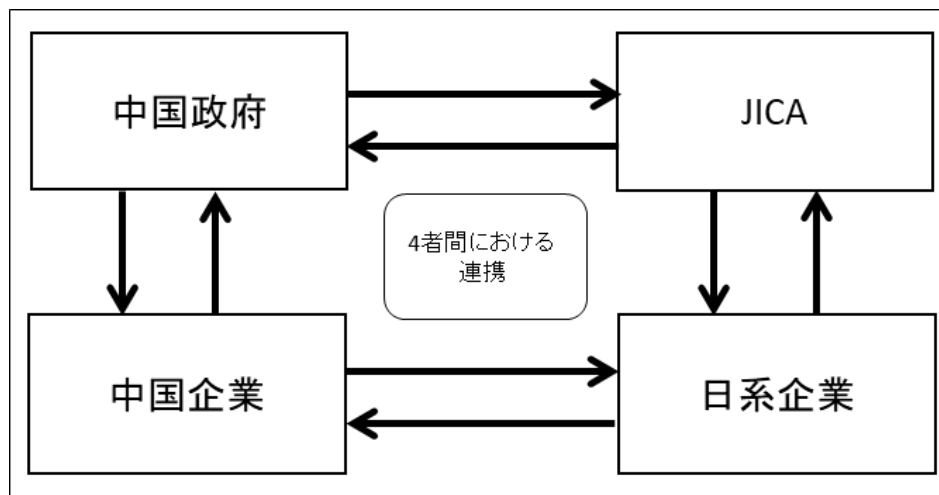 中国政府
JICA
4者間における
連携
中国企業
日系企業